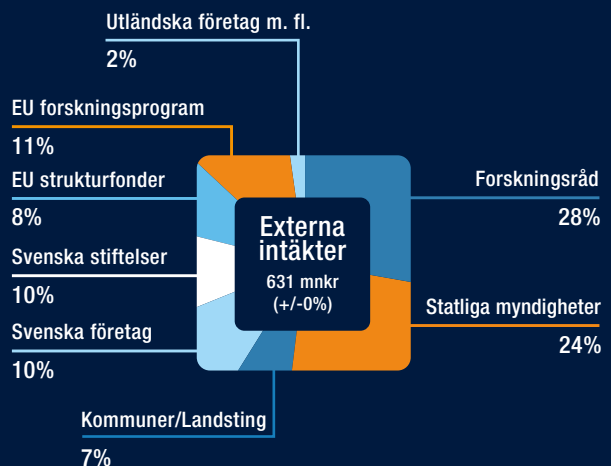 Utländska företag m. fl.
2%
EU forskningsprogram
11%
EU strukturfonder
8%
Svenska stiftelser
10%
Svenska företag
10%
Kommuner/Landsting
7%
Forskningsråd
28%
Statliga myndigheter
24%
Externa
intäkter
631 mnkr
(+/-0%)